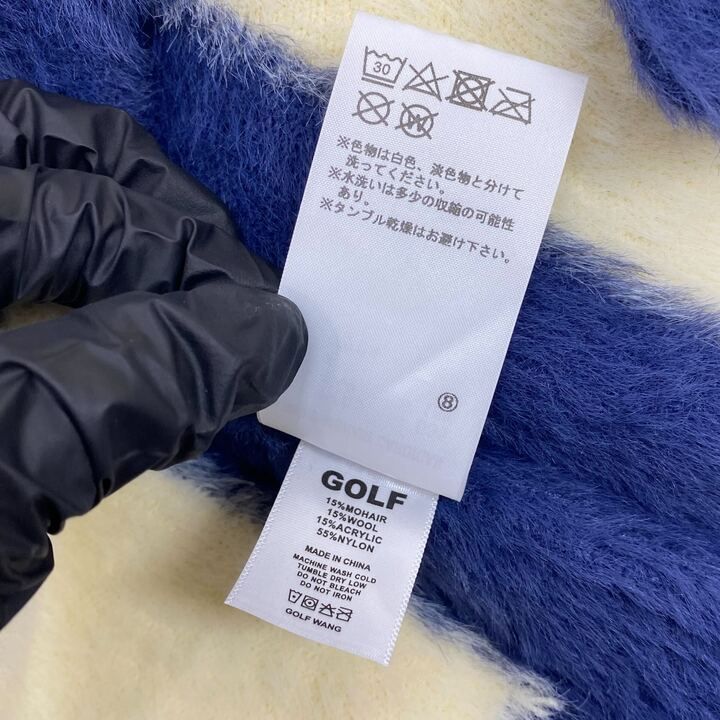 30
※色物は白色、淡色物と分けて
洗ってください。
※水洗いは多少の収縮の可能性
あり。
※タンブル乾燥はお避け下さい。
⑧
GOLF
15%MOHAIR
15%WOOL
15%ACRYLIC
55%NYLON
MADE IN CHINA
MACHINE WASH COLD
TUMBLE DRY LOW
DO NOT BLEACH
DO NOT IRON
GOLF WANG